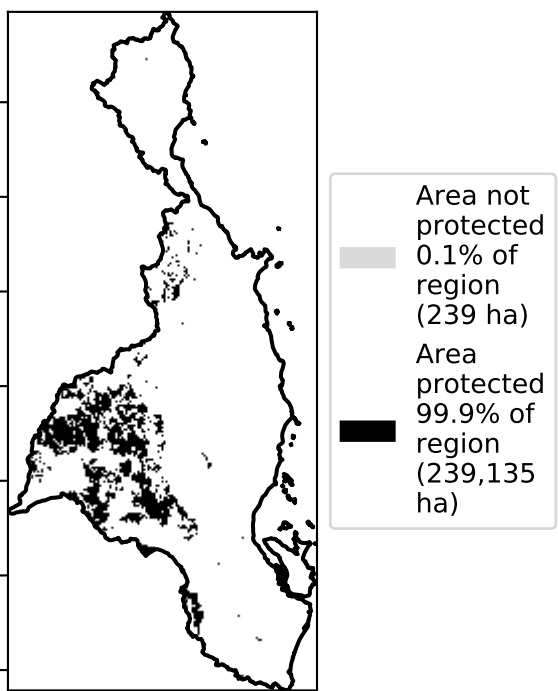 Area not
protected
0.1% of
region
(239 ha)
Area
protected
99.9% of
region
(239,135
ha)